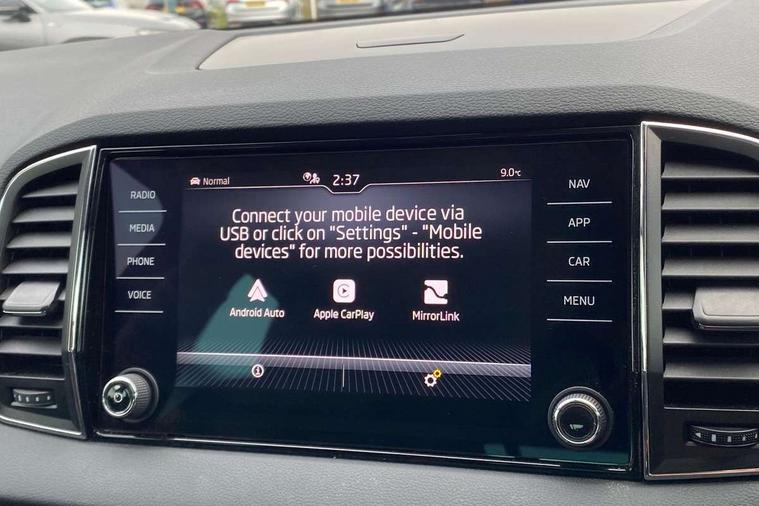 Normal
2:37
9.0°C
Connect your mobile device via
USB or click on "Settings" - "Mobile
devices" for more possibilities.
Android Auto
Apple CarPlay
MirrorLink
RADIO
MEDIA
PHONE
VOICE
NAV
APP
CAR
MENU